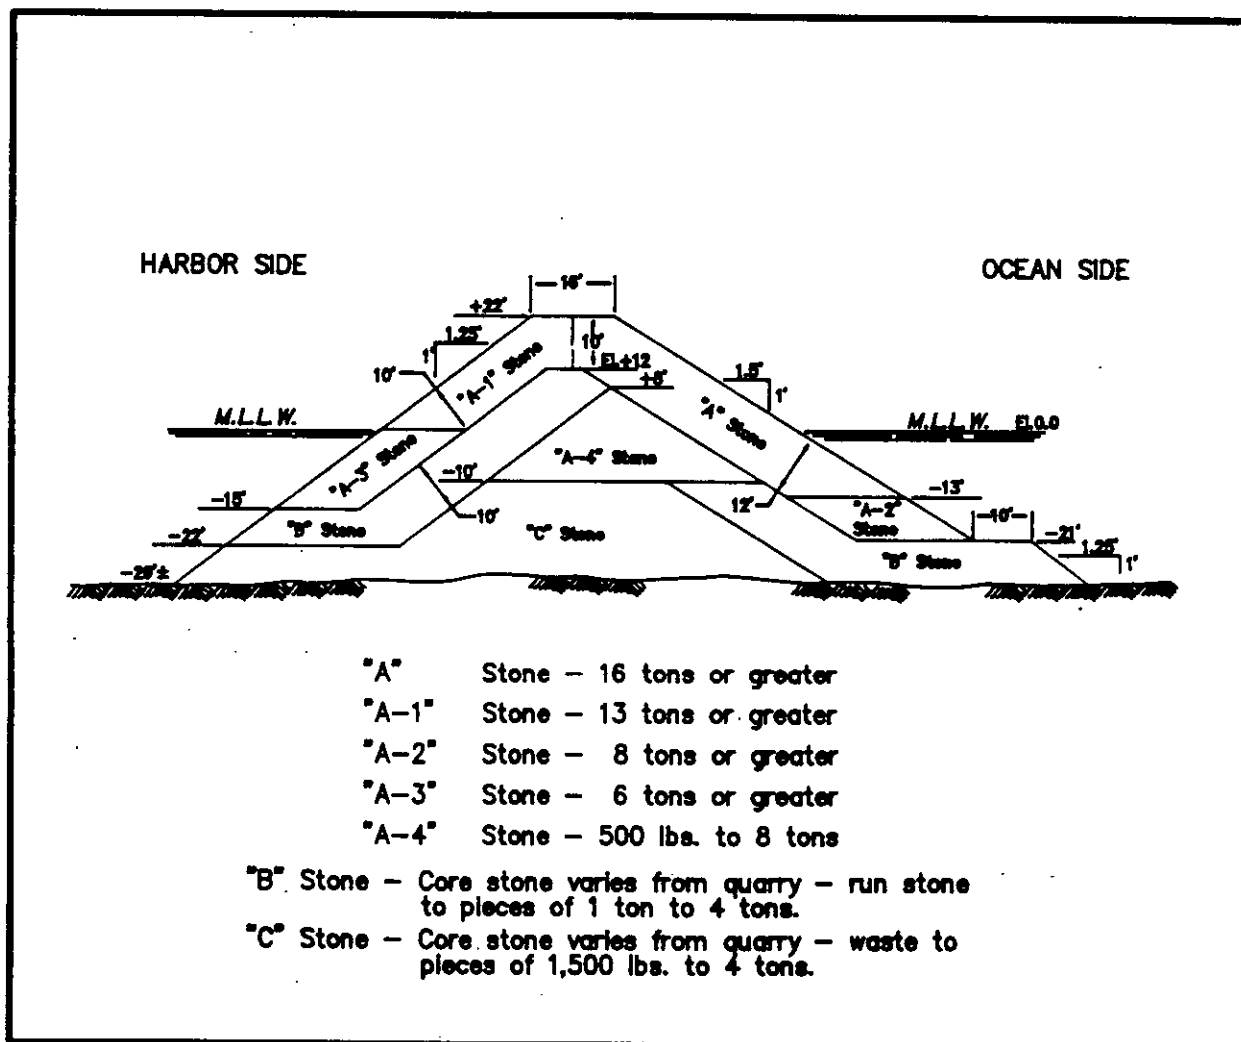 HARBOR SIDE
OCEAN SIDE
16'
+22'
1.25'
1'
10'
EL+12
10'
"A-1" Stone
+8'
1.5'
1'
"A" Stone
M.L.L.W.
M.L.L.W. El.0.0
"A-3" Stone
"A-4" Stone
-10'
-15'
10'
12'
-13'
"A-2" Stone
10'
-22'
"B" Stone
"C" Stone
-21'
1.25'
1'
"B" Stone
"A" Stone - 16 tons or greater
"A-1" Stone - 13 tons or greater
"A-2" Stone - 8 tons or greater
"A-3" Stone - 6 tons or greater
"A-4" Stone - 500 lbs. to 8 tons
"B" Stone - Core stone varies from quarry - run stone
to pieces of 1 ton to 4 tons.
"C" Stone - Core stone varies from quarry - waste to
pieces of 1,500 lbs. to 4 tons.